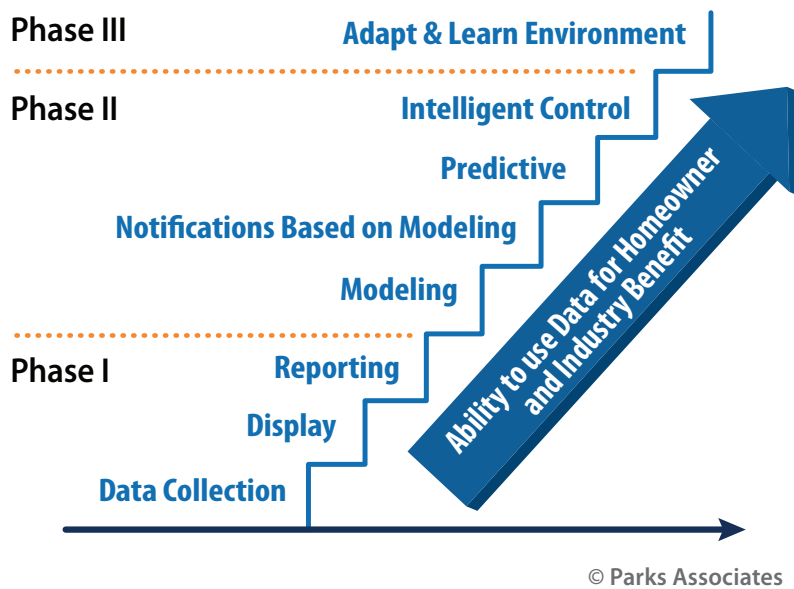 Phase III
Adapt & Learn Environment
Phase II
Intelligent Control
Predictive
Notifications Based on Modeling
Modeling
Phase I
Reporting
Display
Data Collection
Ability to use Data for Homeowner
and Industry Benefit
© Parks Associates